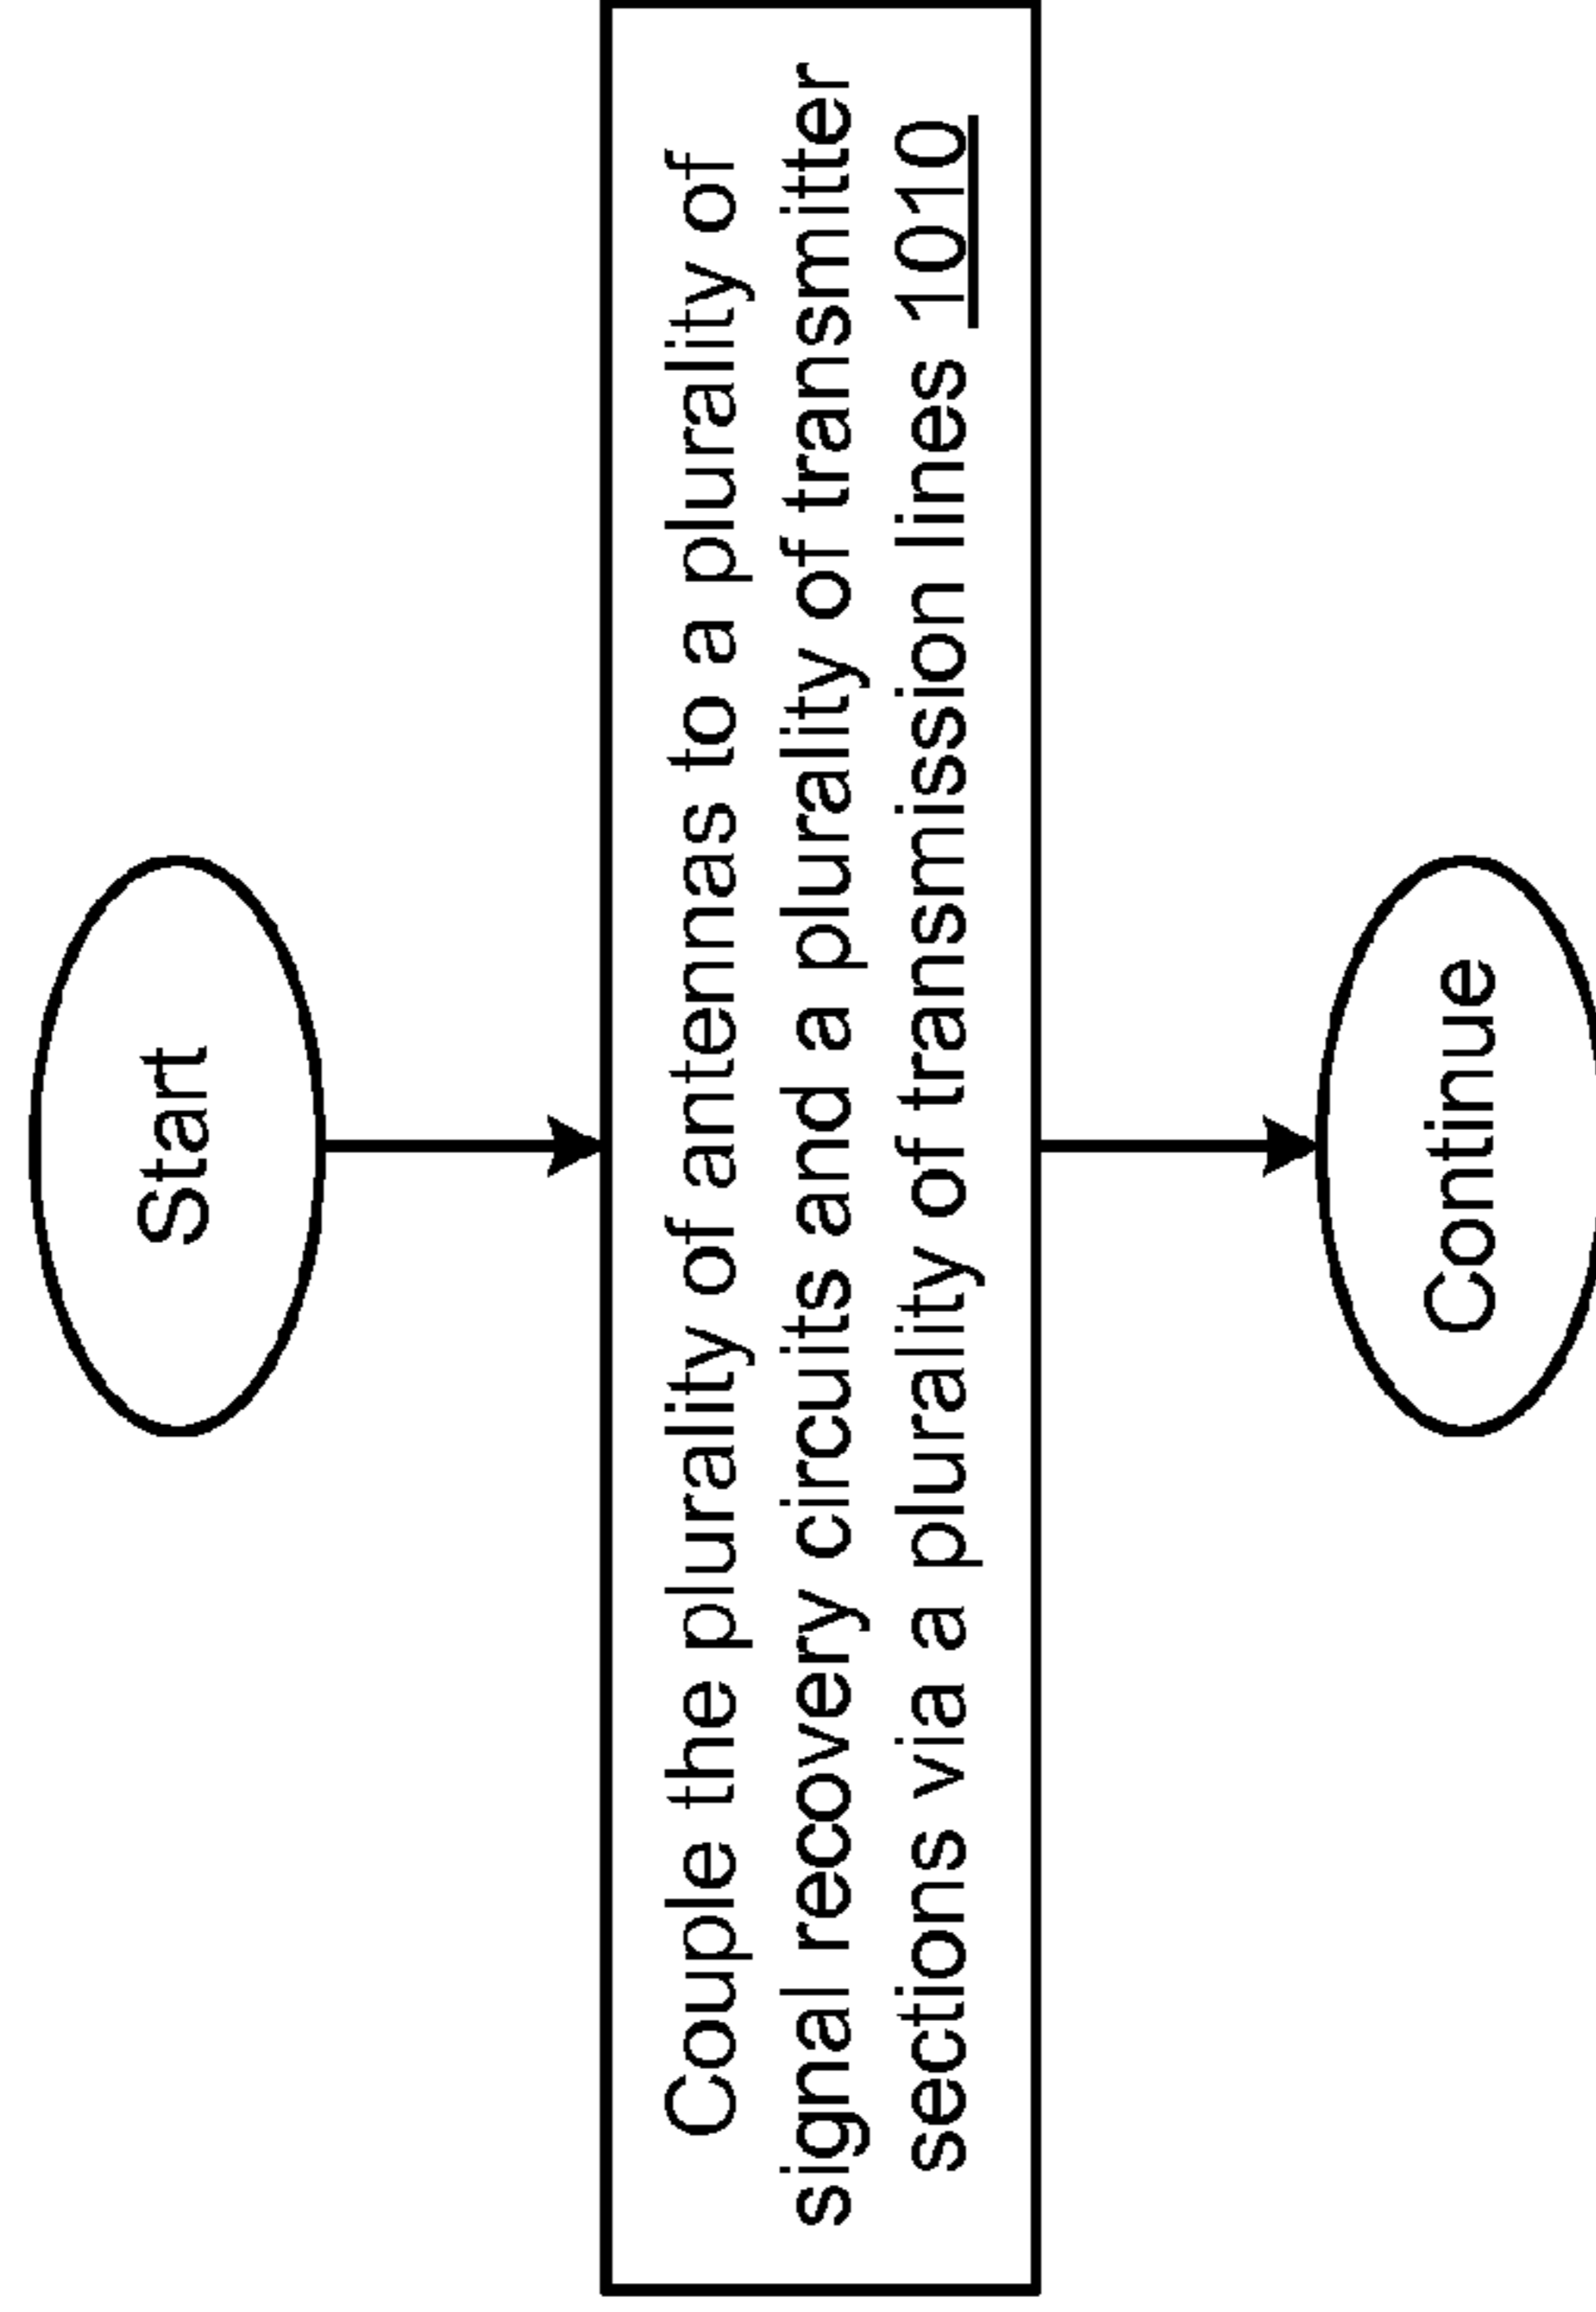 Start
Couple the plurality of antennas to a plurality of
signal recovery circuits and a plurality of transmitter
sections via a plurality of transmission lines 1010
Continue